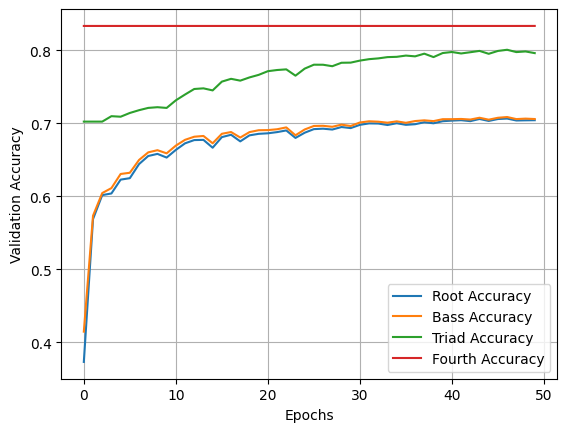 0.8
0.7
0.6
0.5
0.4
Validation Accuracy
Root Accuracy
Bass Accuracy
Triad Accuracy
Fourth Accuracy
0 10 20 30 40 50
Epochs